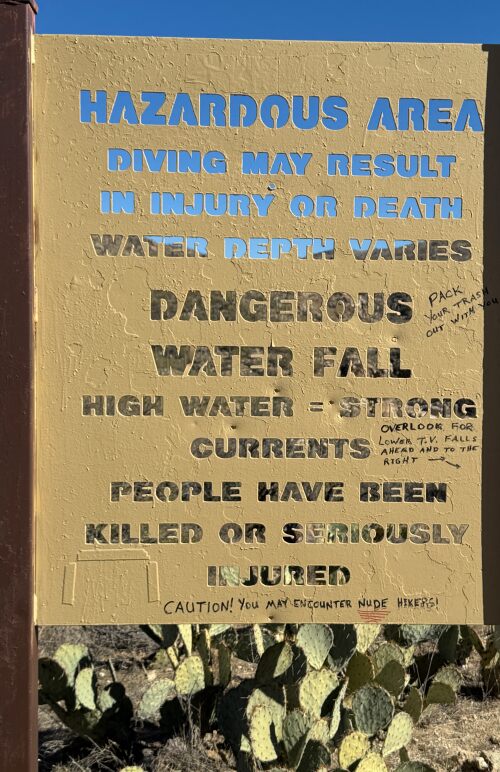 HAZARDOUS AREA
DIVING MAY RESULT
IN INJURY OR DEATH
WATER DEPTH VARIES
DANGEROUS
WATER FALL
HIGH WATER = STRONG
CURRENTS
PEOPLE HAVE BEEN
KILLED OR SERIOUSLY
INJURED
PACK
YOUR TRASH
OUT WITH YOU
OVERLOOK FOR
LOWER T.V. FALLS
AHEAD AND TO THE
RIGHT →
CAUTION! YOU MAY ENCOUNTER NUDE HIKERS!